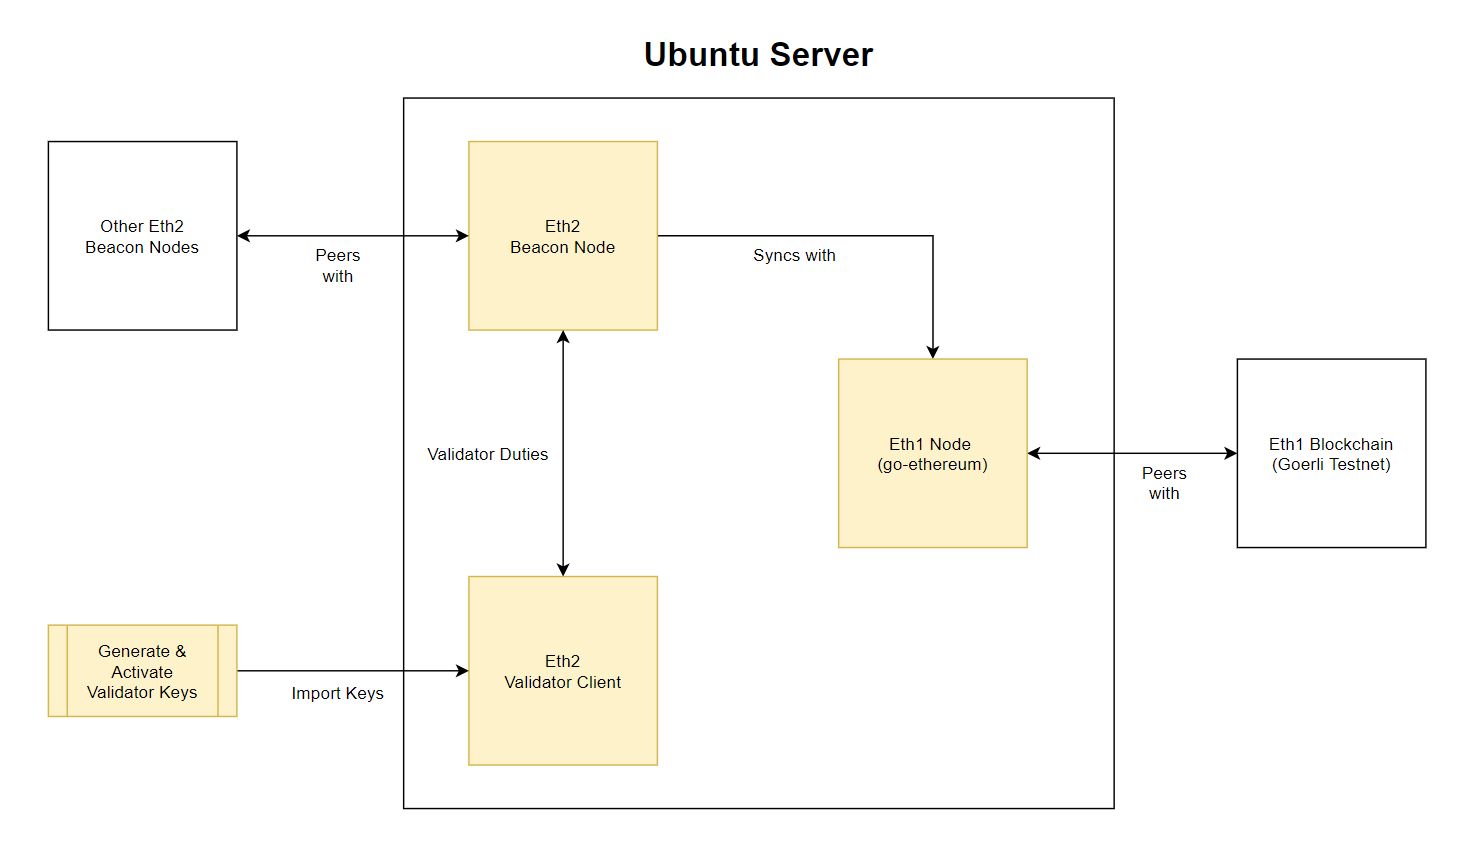 Ubuntu Server
Other Eth2
Beacon Nodes
Peers
with
Eth2
Beacon Node
Syncs with
Validator Duties
Eth1 Node
(go-ethereum)
Peers
with
Eth1 Blockchain
(Goerli Testnet)
Generate &
Activate
Validator Keys
Import Keys
Eth2
Validator Client